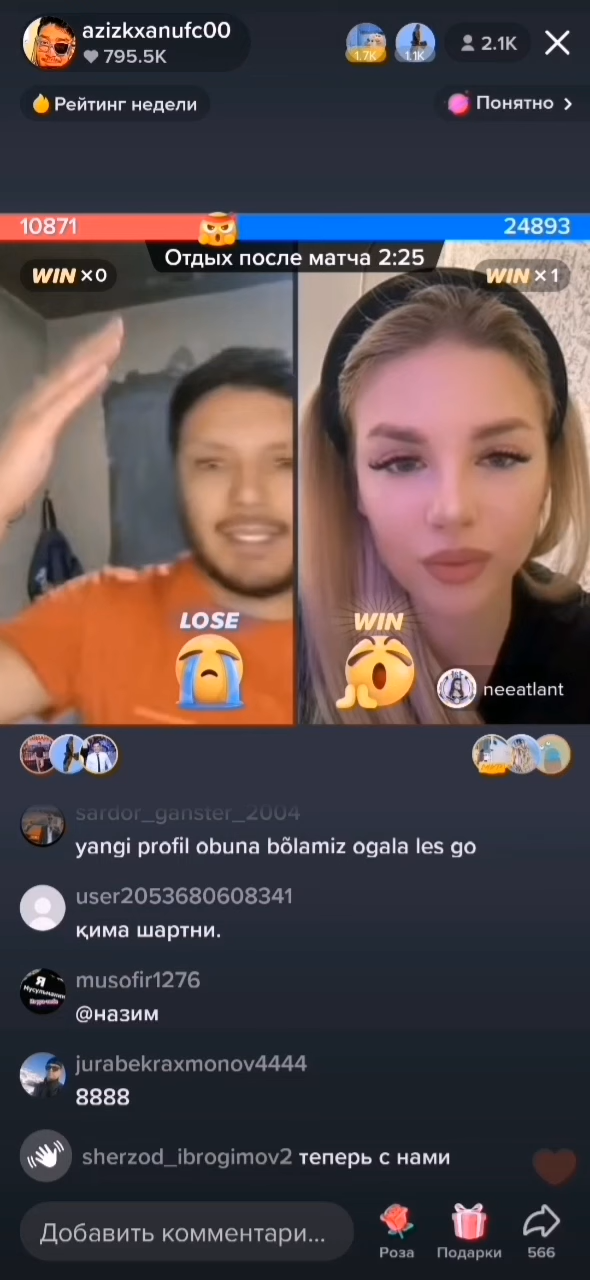 azizkxanufc00
795.5K
1.7K
1.1K
2.1K
Рейтинг недели
Понятно
10871
24893
Отдых после матча 2:25
WIN ×0
WIN ×1
LOSE
WIN
neeatlant
sardor_ganster_2004
yangi profil obuna bõlamiz ogala les go
user2053680608341
қима шартни.
musofir1276
@назим
jurabekraxmonov4444
8888
sherzod_ibrogimov2 теперь с нами
Добавить комментари...
Роза
Подарки
566